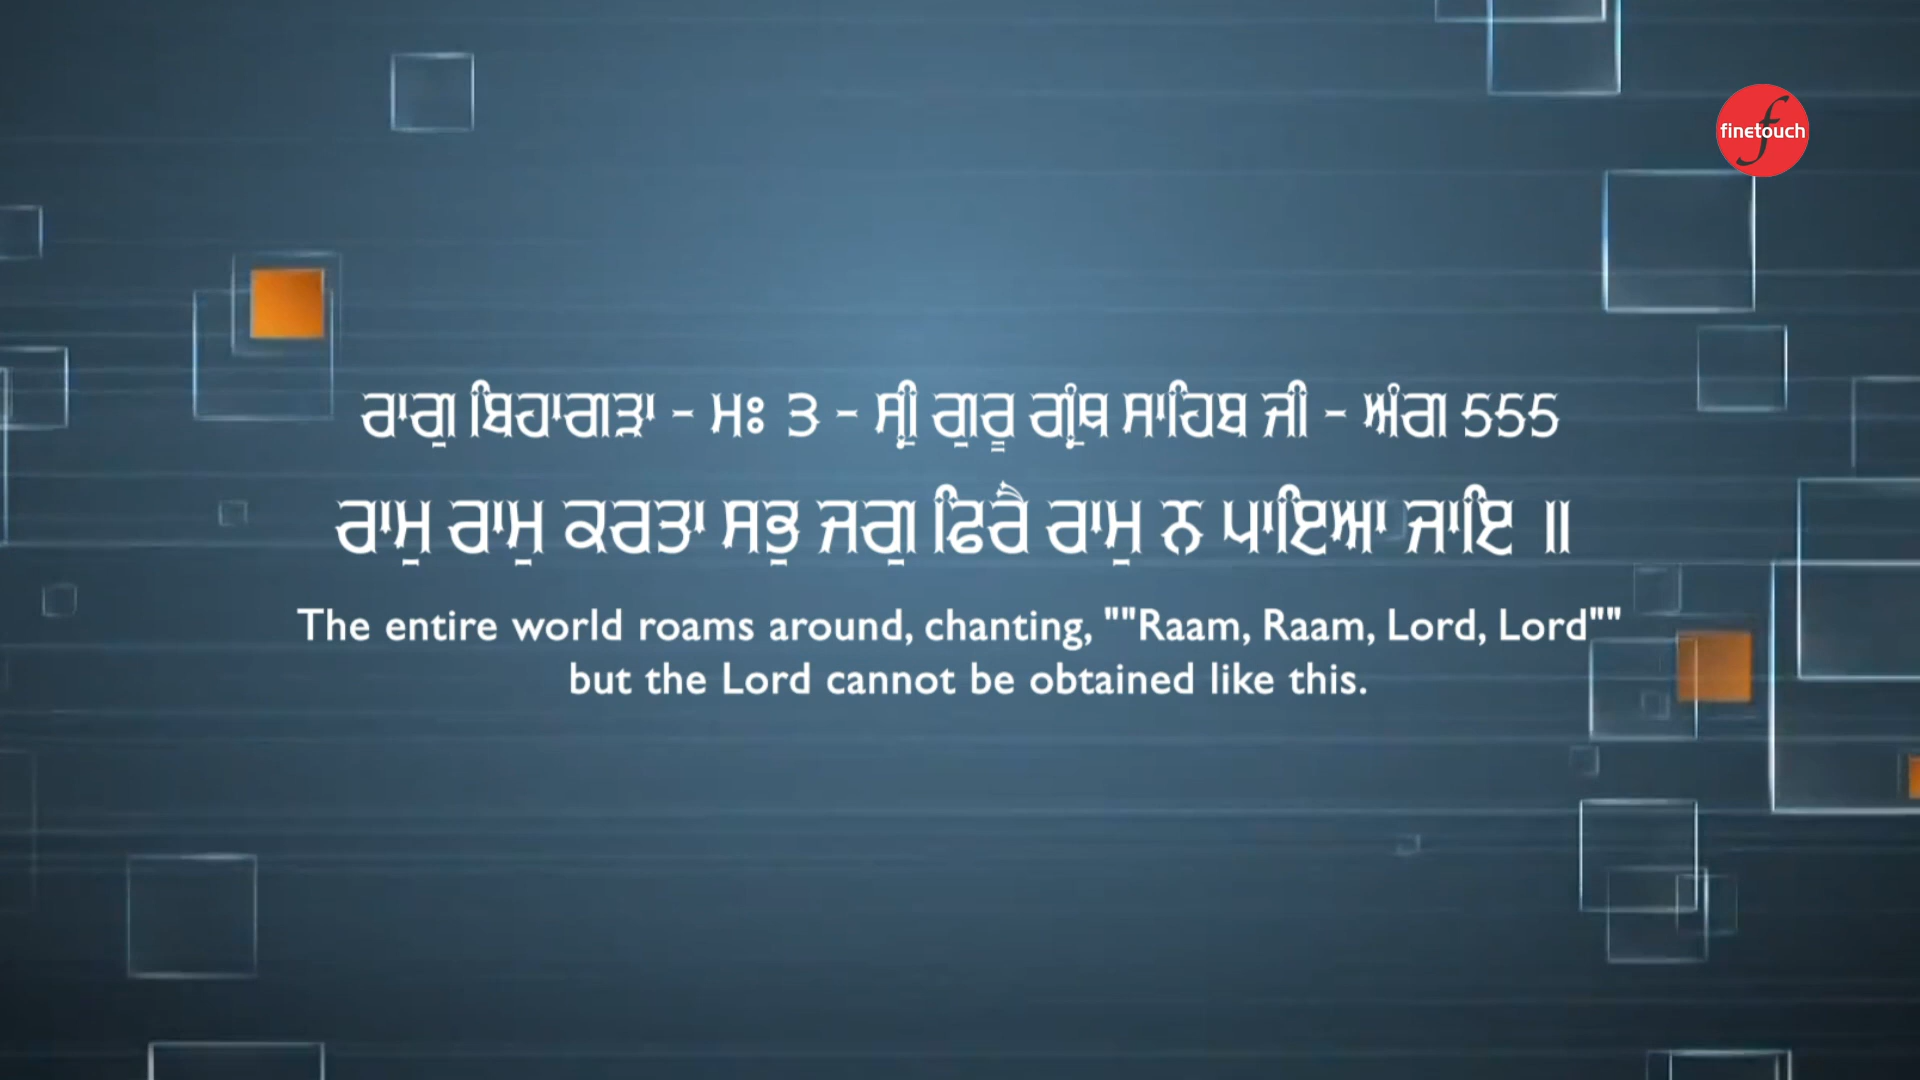 finetouch
ਰਾਗੁ ਬਿਹਾਗੜਾ - ਮਃ ੩ - ਸ੍ਰੀ ਗੁਰੂ ਗ੍ਰੰਥ ਸਾਹਿਬ ਜੀ - ਅੰਗ 555
ਰਾਮੁ ਰਾਮੁ ਕਰਤਾ ਸਭੁ ਜਗੁ ਫਿਰੈ ਰਾਮੁ ਨ ਪਾਇਆ ਜਾਇ ॥
The entire world roams around, chanting, ""Raam, Raam, Lord, Lord""
but the Lord cannot be obtained like this.